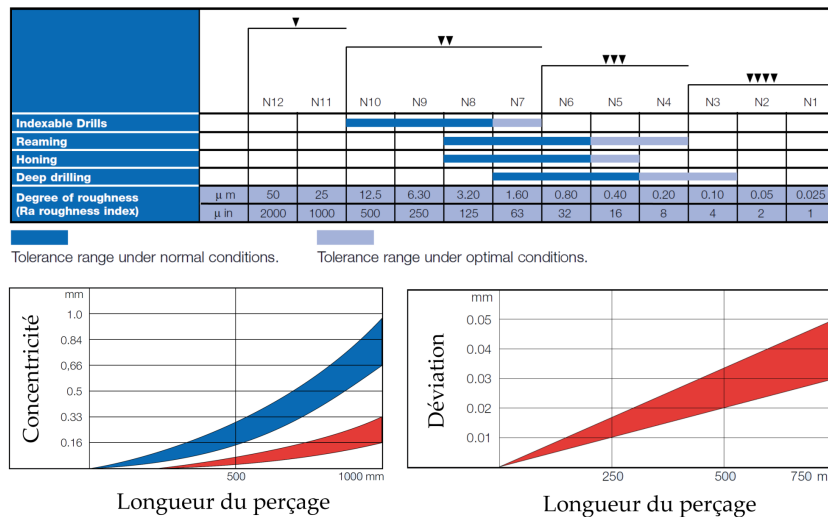 N12 N11 N10 N9 N8 N7 N6 N5 N4 N3 N2 N1
Indexable Drills
Reaming
Honing
Deep drilling
Degree of roughness
(Ra roughness index)
μ m 50 25 12.5 6.30 3.20 1.60 0.80 0.40 0.20 0.10 0.05 0.025
μ in 2000 1000 500 250 125 63 32 16 8 4 2 1
Tolerance range under normal conditions.
Tolerance range under optimal conditions.
mm
1.0
0.84
0.66
0.5
0.33
0.16
Concentricité
500
1000 mm
Longueur du perçage
mm
0.05
0.04
0.03
0.02
0.01
Déviation
250
500
750 m
Longueur du perçage